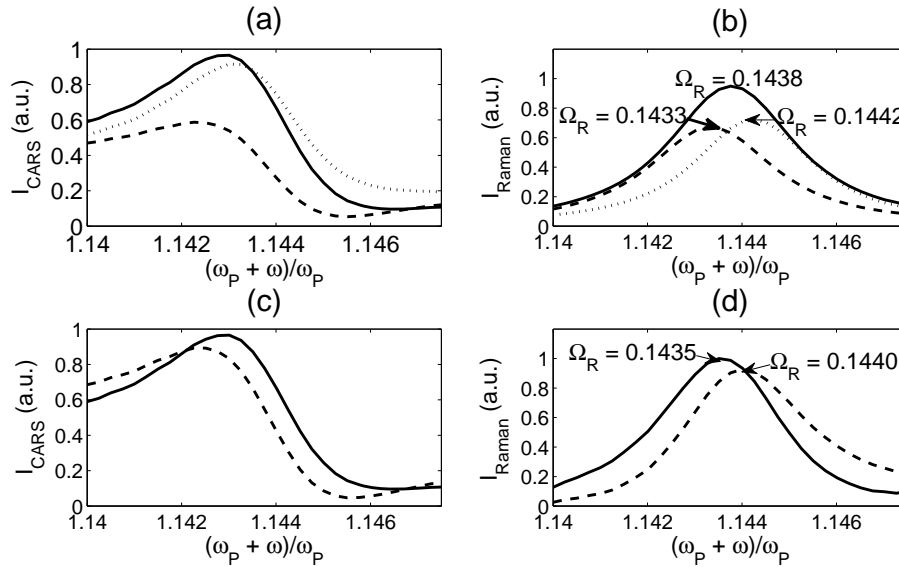 (a)
1
0.8
0.6
0.4
0.2
0
I_CARS (a.u.)
1.14
1.142
1.144
1.146
(ω_P + ω)/ω_P
(b)
1
0.8
0.6
0.4
0.2
0
I_Raman (a.u.)
Ω_R = 0.1438
Ω_R = 0.1433
Ω_R = 0.1442
1.14
1.142
1.144
1.146
(ω_P + ω)/ω_P
(c)
1
0.8
0.6
0.4
0.2
0
I_CARS (a.u.)
1.14
1.142
1.144
1.146
(ω_P + ω)/ω_P
(d)
1
0.8
0.6
0.4
0.2
0
I_Raman (a.u.)
Ω_R = 0.1435
Ω_R = 0.1440
1.14
1.142
1.144
1.146
(ω_P + ω)/ω_P